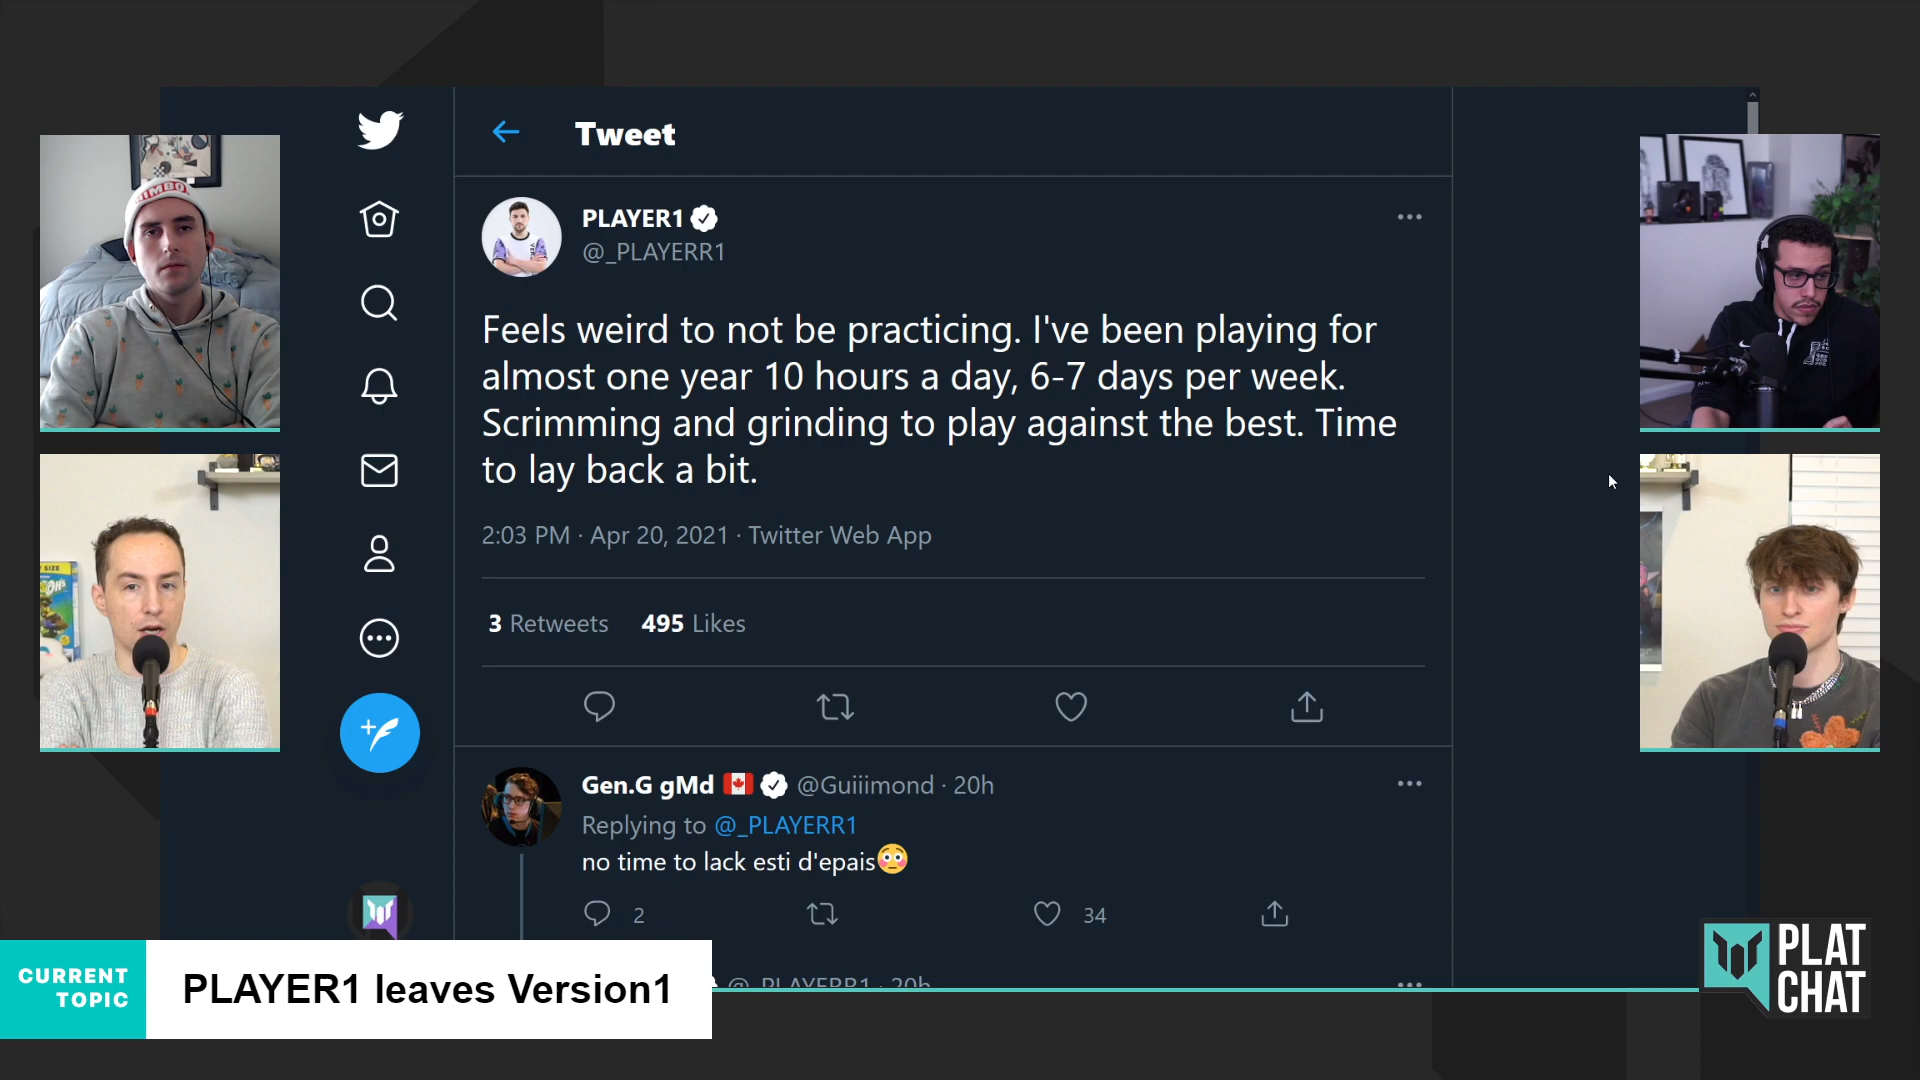 Tweet
PLAYER1
@_PLAYERR1
Feels weird to not be practicing. I've been playing for
almost one year 10 hours a day, 6-7 days per week.
Scrimming and grinding to play against the best. Time
to lay back a bit.
2:03 PM · Apr 20, 2021 · Twitter Web App
3 Retweets 495 Likes
Gen.G gMd 🇨🇦 @Guiiimond · 20h
Replying to @_PLAYERR1
no time to lack esti d'epais😳
2 34
@_PLAYERR1 · 20h
CURRENT
TOPIC
PLAYER1 leaves Version1
PLAT
CHAT